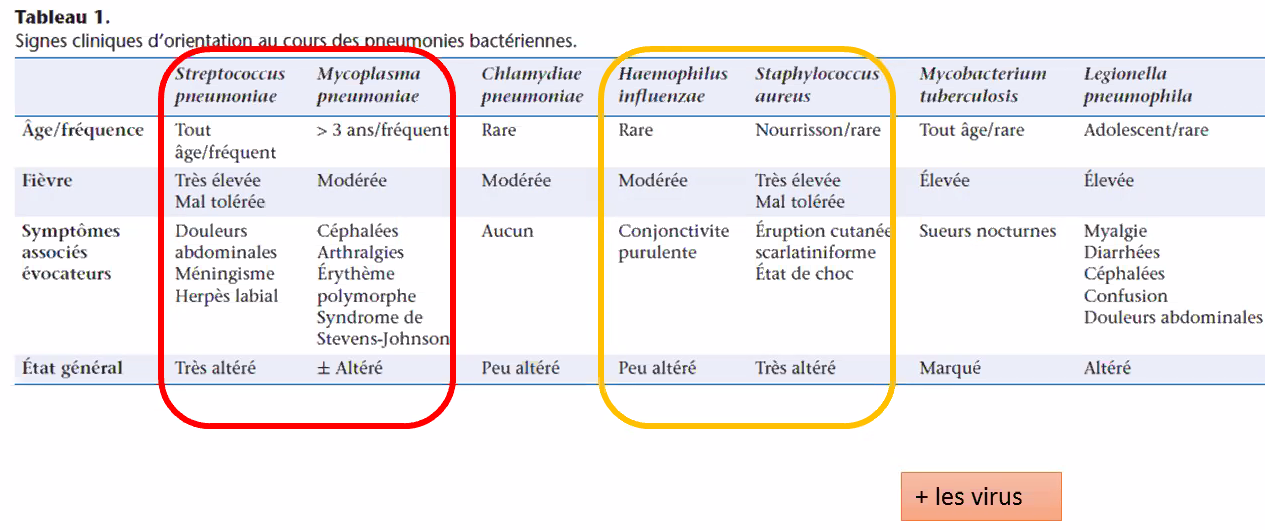 Tableau 1.
Signes cliniques d'orientation au cours des pneumonies bactériennes.
Streptococcus Mycoplasma Chlamydiae Haemophilus Staphylococcus Mycobacterium Legionella
pneumoniae pneumoniae pneumoniae influenzae aureus tuberculosis pneumophila
Âge/fréquence Tout > 3 ans/fréquent Rare Rare Nourrisson/rare Tout âge/rare Adolescent/rare
âge/fréquent
Fièvre Très élevée Modérée Modérée Modérée Très élevée Élevée Élevée
Mal tolérée Mal tolérée
Symptômes Douleurs Céphalées Aucun Conjonctivite Éruption cutanée Sueurs nocturnes Myalgie
associés abdominales Arthralgies purulente scarlatiniforme Diarrhées
évocateurs Méningisme Érythème État de choc Céphalées
Herpès labial polymorphe Confusion
Syndrome de Douleurs abdominales
Stevens-Johnson
État général Très altéré ± Altéré Peu altéré Peu altéré Très altéré Marqué Altéré
+ les virus